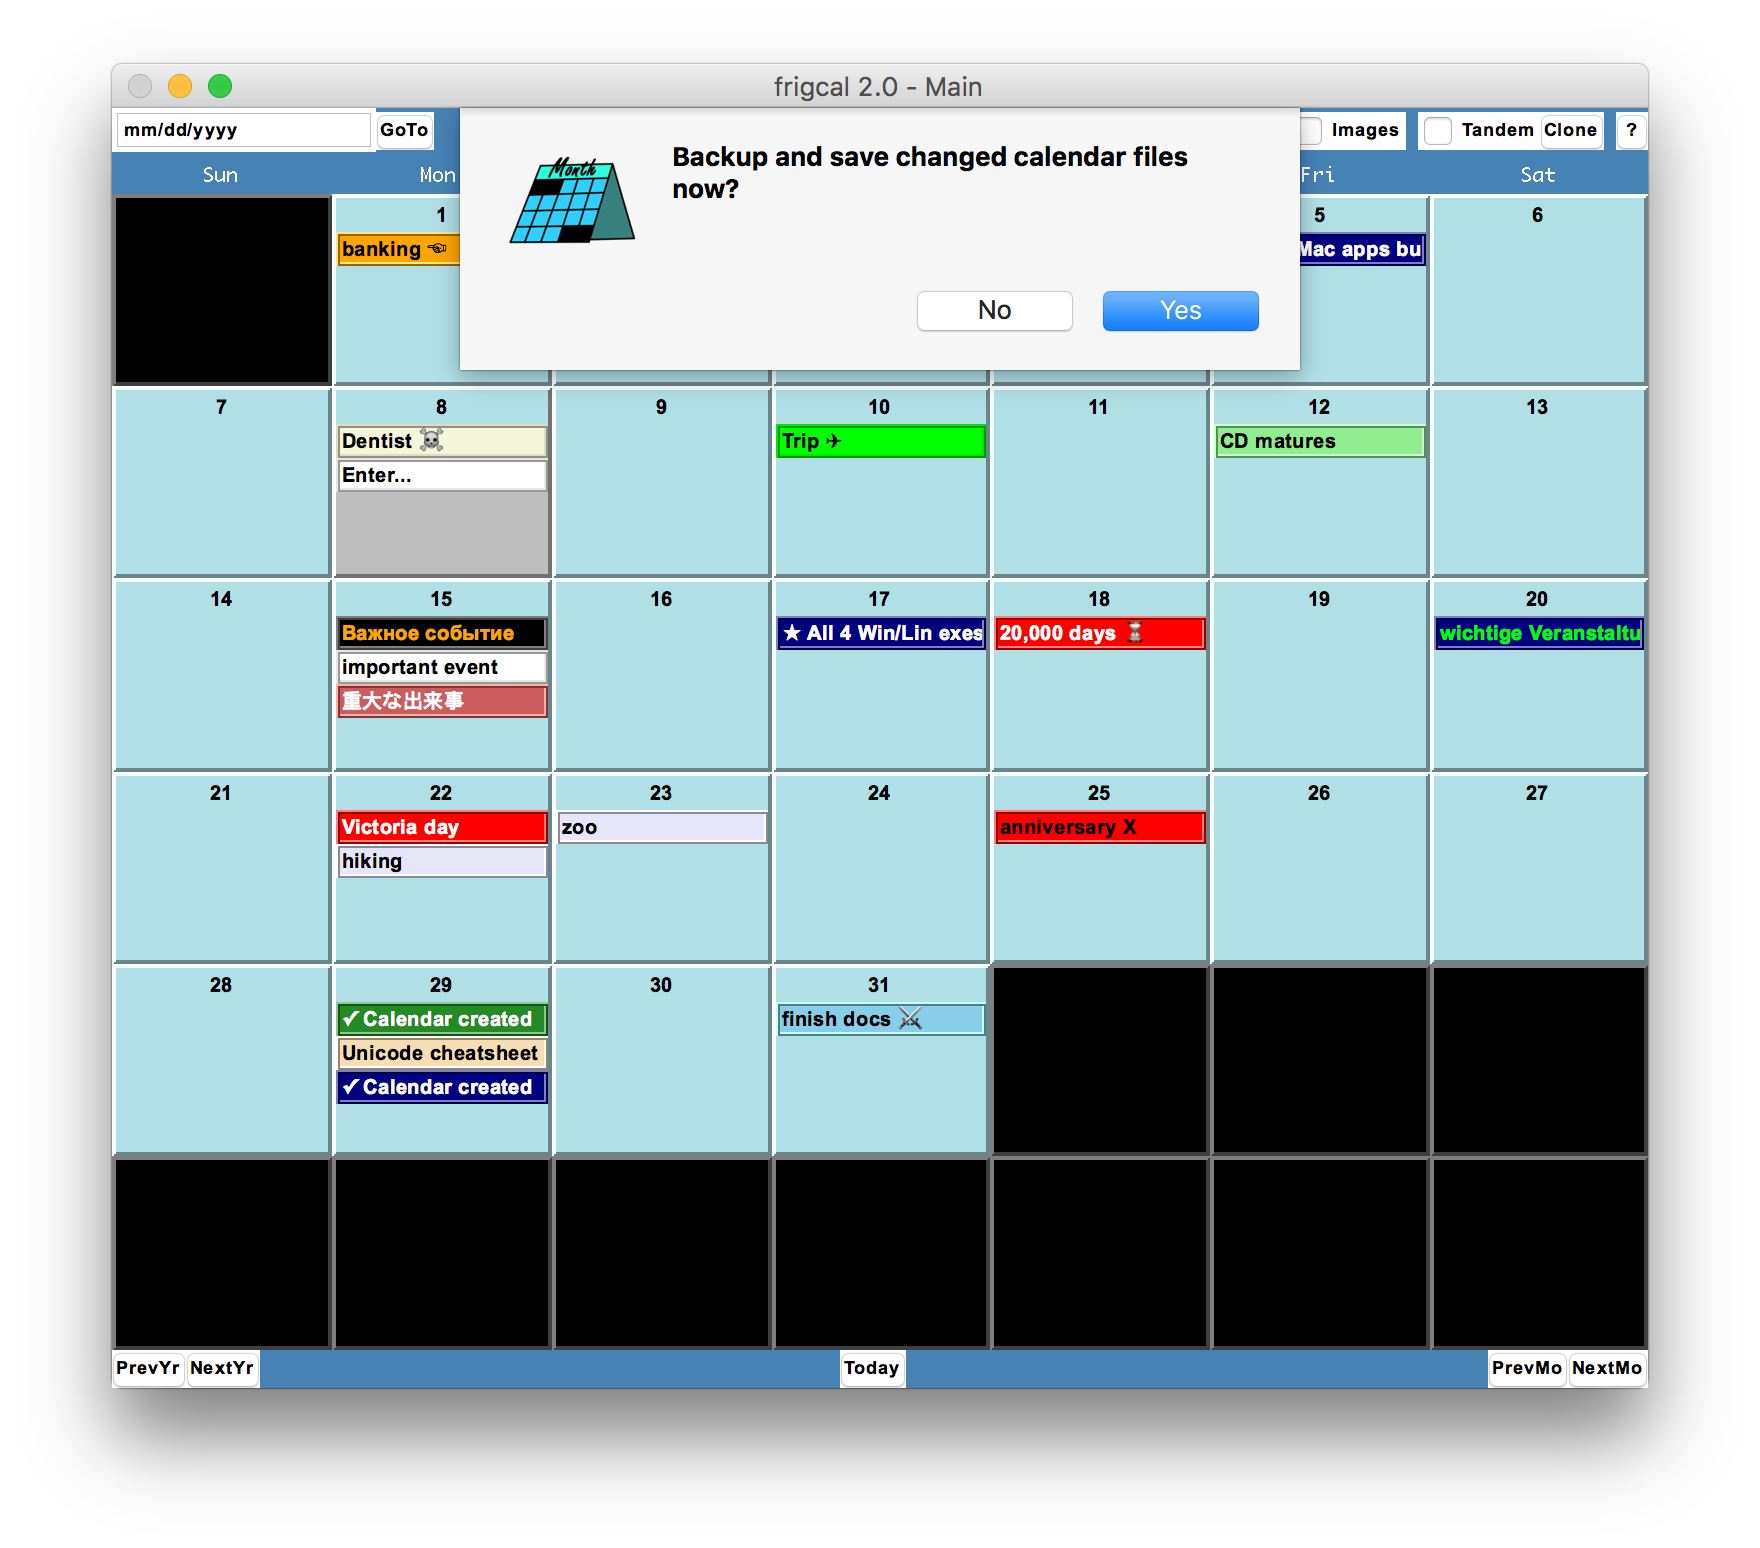 frigcal 2.0 - Main
mm/dd/yyyy GoTo Images Tandem Clone ?
Sun Mon Fri Sat
Month
Backup and save changed calendar files
now?
No Yes
1 5 6
banking ☜ Mac apps bu
7 8 9 10 11 12 13
Dentist ☠ Trip ✈ CD matures
Enter...
14 15 16 17 18 19 20
Важное событие ★ All 4 Win/Lin exes 20,000 days ⌛ wichtige Veranstaltu
important event
重大な出来事
21 22 23 24 25 26 27
Victoria day zoo anniversary X
hiking
28 29 30 31
✓ Calendar created finish docs ⚔
Unicode cheatsheet
✓ Calendar created
PrevYr NextYr Today PrevMo NextMo